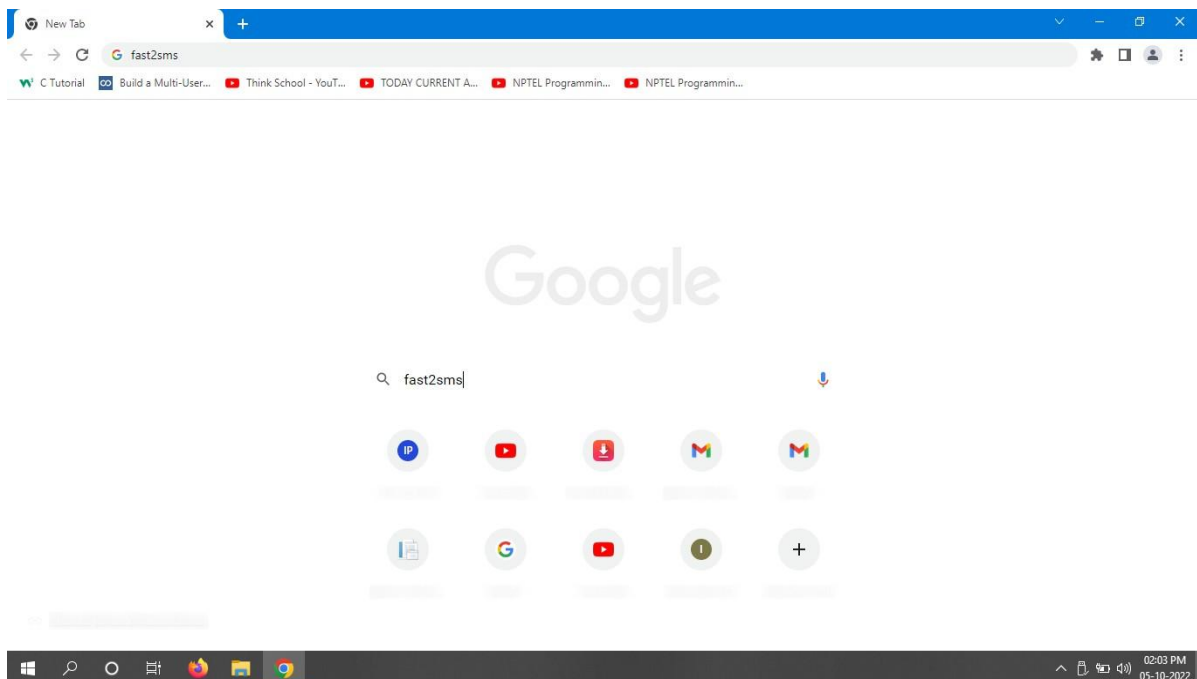 New Tab
fast2sms
C Tutorial Build a Multi-User... Think School - YouT... TODAY CURRENT A... NPTEL Programmin... NPTEL Programmin...
Google
fast2sms
IP
I
02:03 PM
05-10-2022